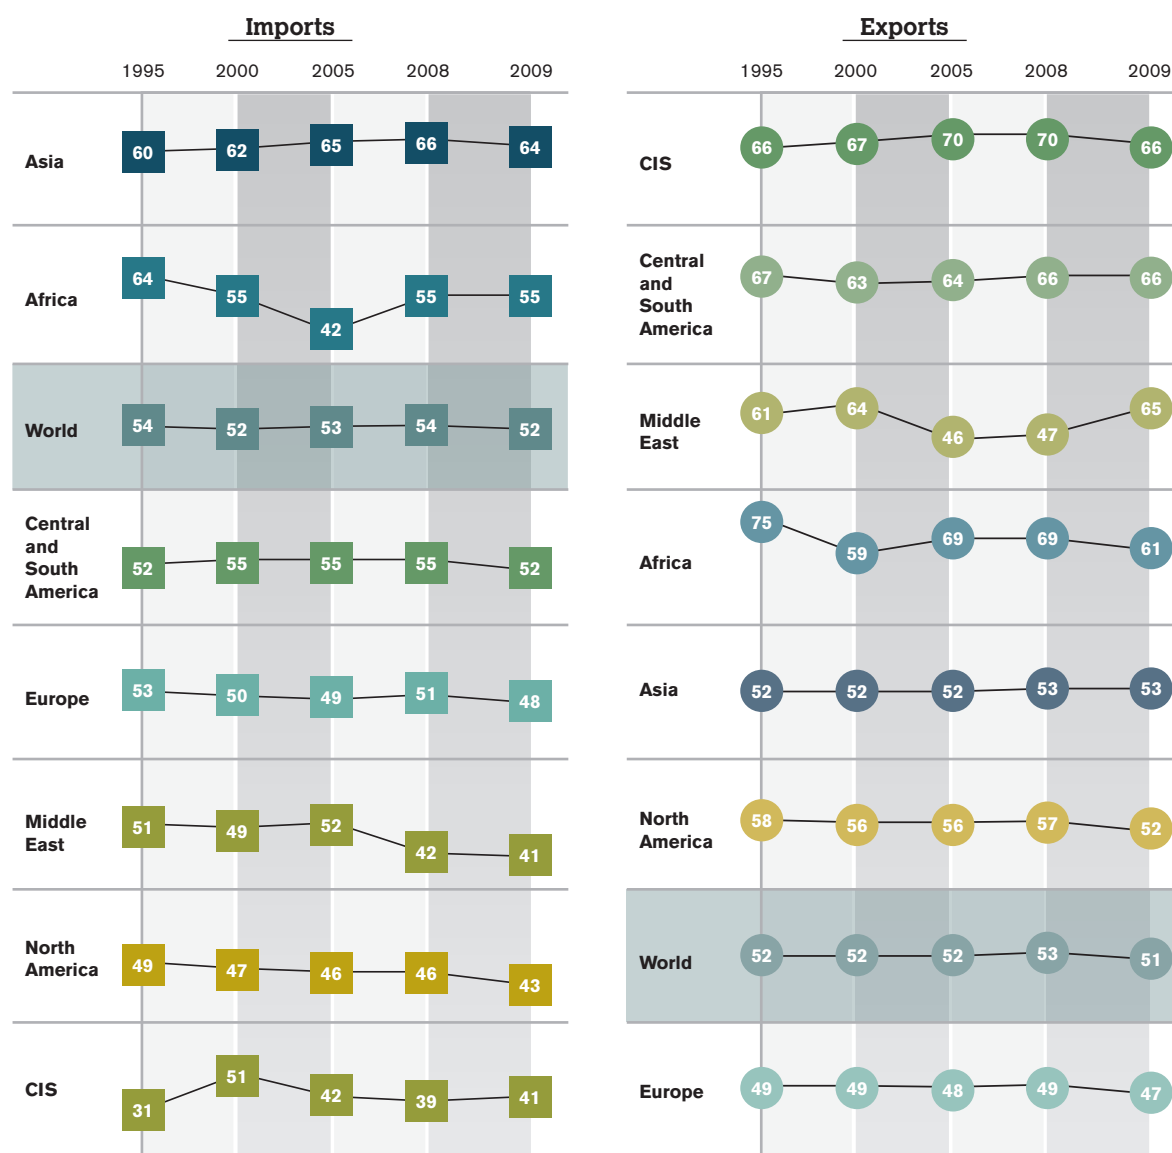 Imports
1995 2000 2005 2008 2009
Asia
60 62 65 66 64
Africa
64 55 42 55 55
World
54 52 53 54 52
Central
and
South
America
52 55 55 55 52
Europe
53 50 49 51 48
Middle
East
51 49 52 42 41
North
America
49 47 46 46 43
CIS
31 51 42 39 41
Exports
1995 2000 2005 2008 2009
CIS
66 67 70 70 66
Central
and
South
America
67 63 64 66 66
Middle
East
61 64 46 47 65
Africa
75 59 69 69 61
Asia
52 52 52 53 53
North
America
58 56 56 57 52
World
52 52 52 53 51
Europe
49 49 48 49 47